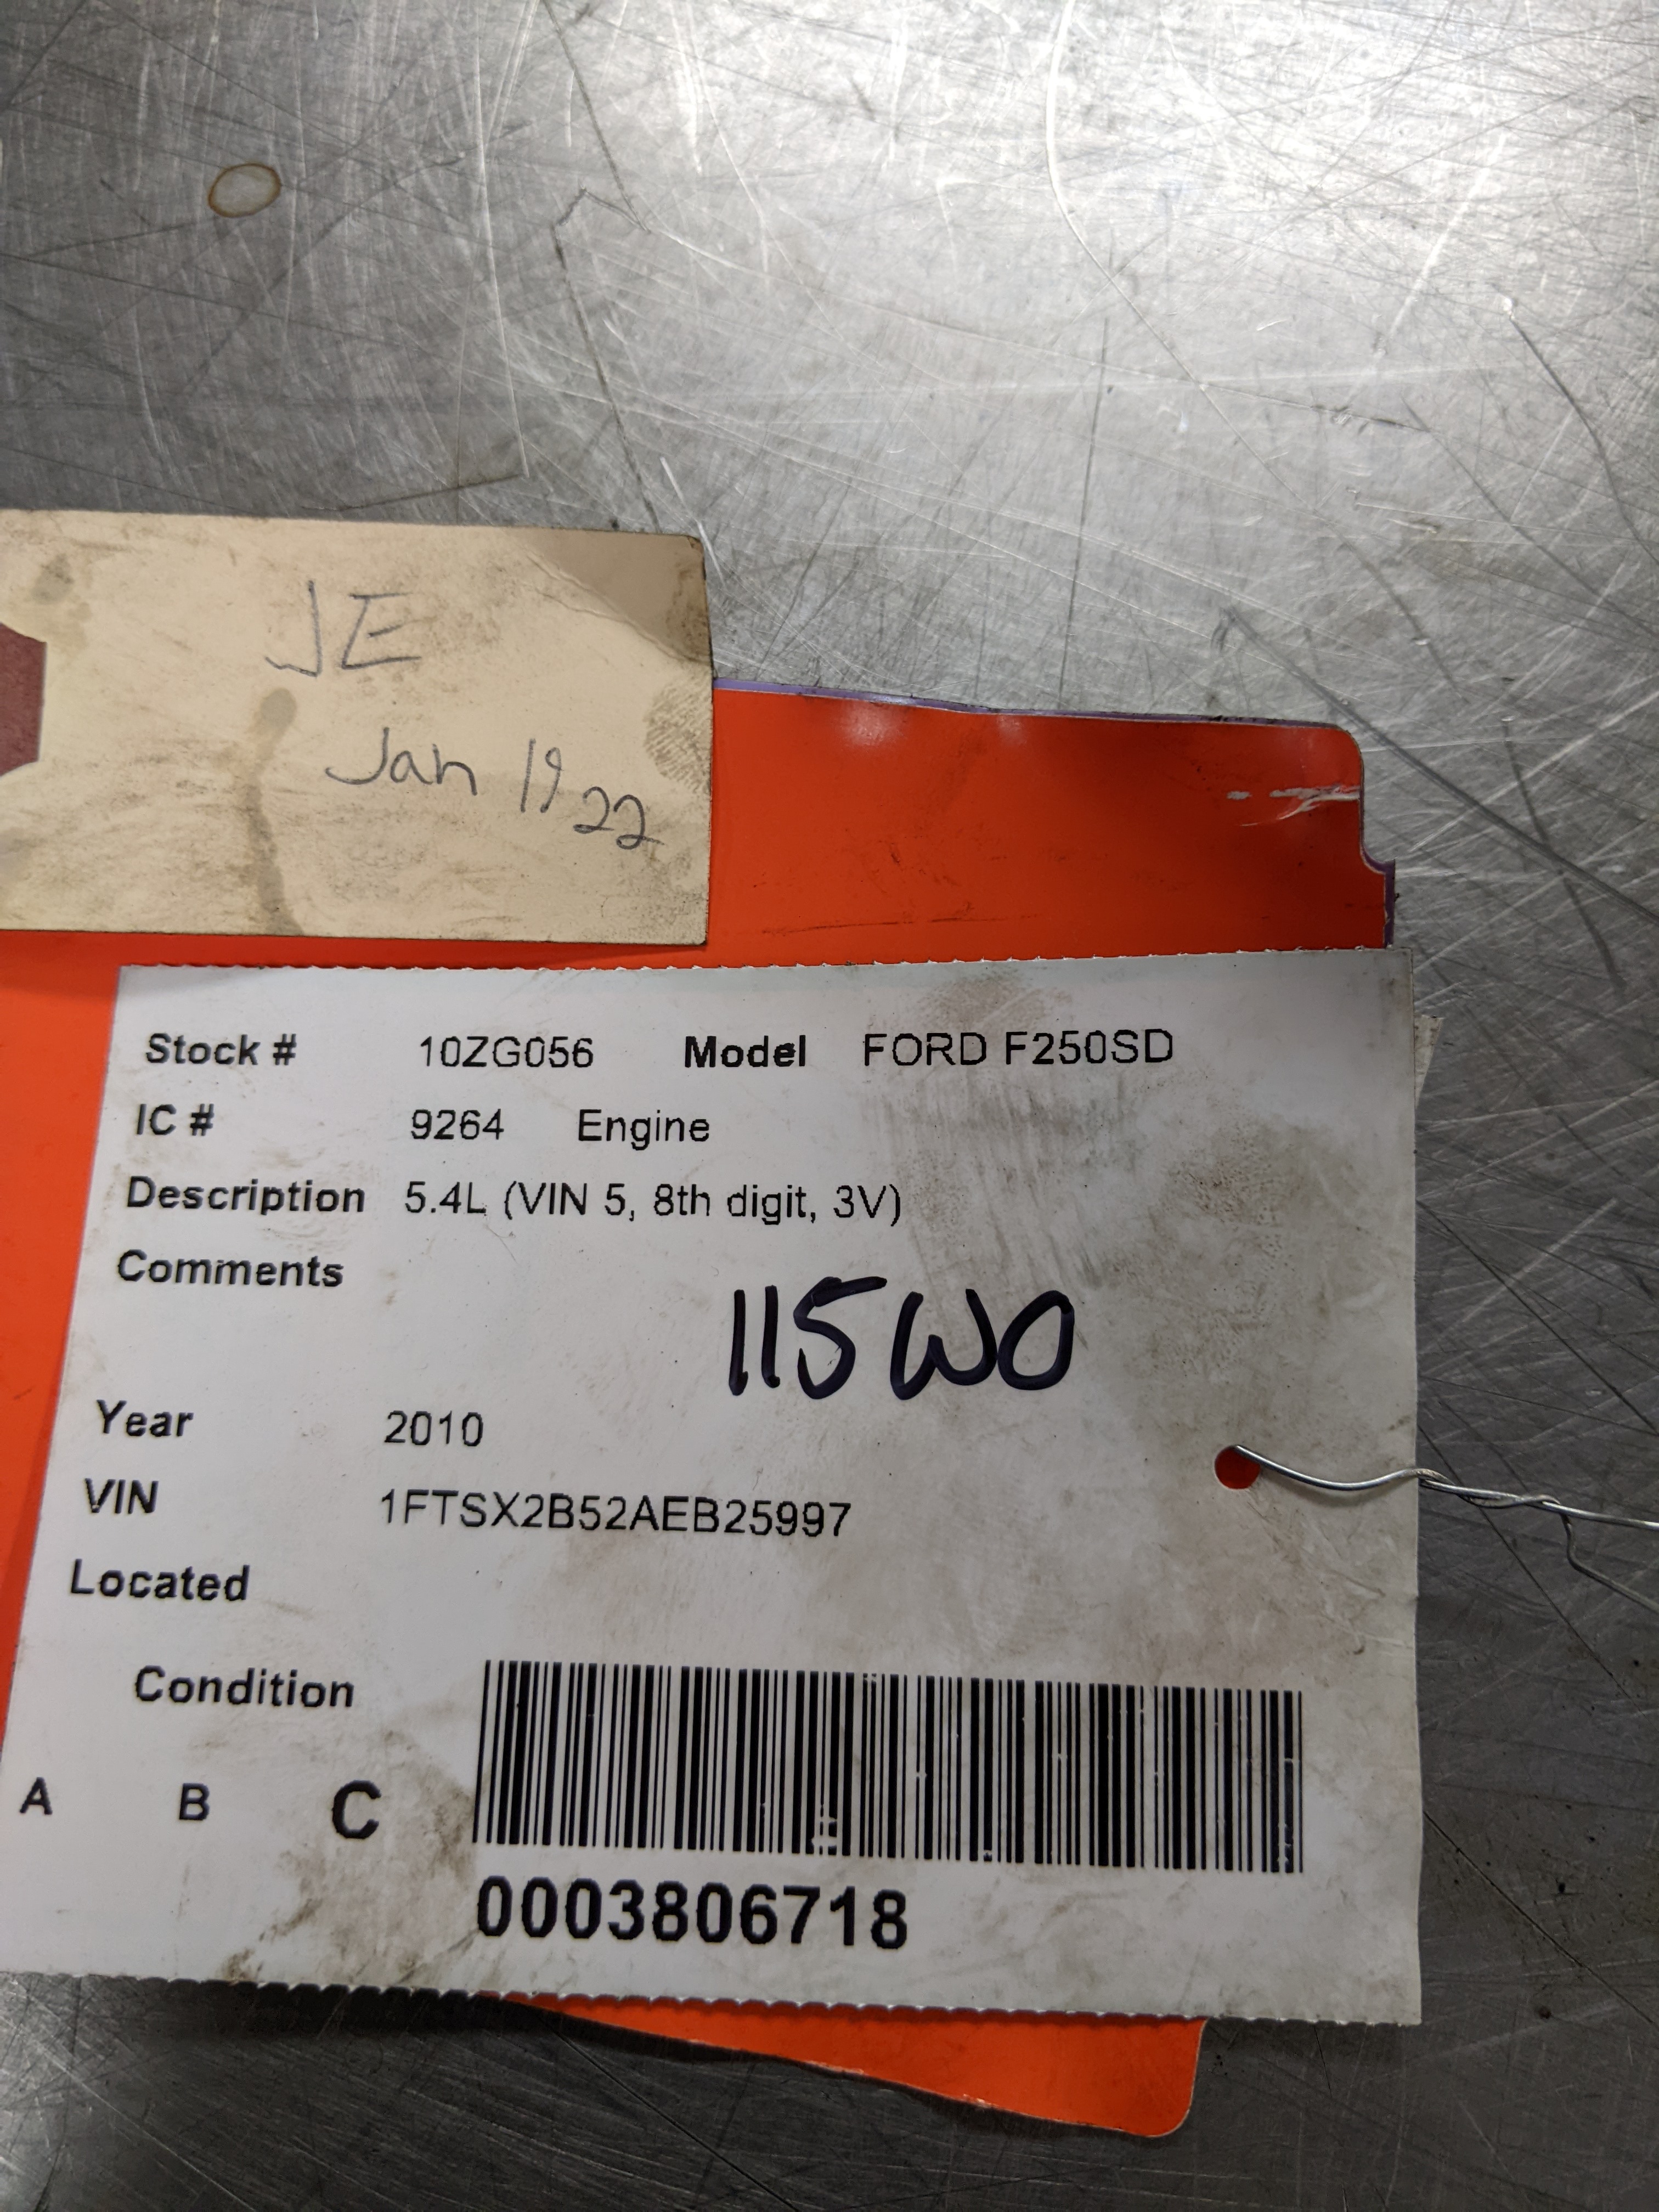 JE
Jan 19 22
Stock # 10ZG056 Model FORD F250SD
IC # 9264 Engine
Description 5.4L (VIN 5, 8th digit, 3V)
Comments
115WO
Year 2010
VIN 1FTSX2B52AEB25997
Located
Condition
A B C
0003806718